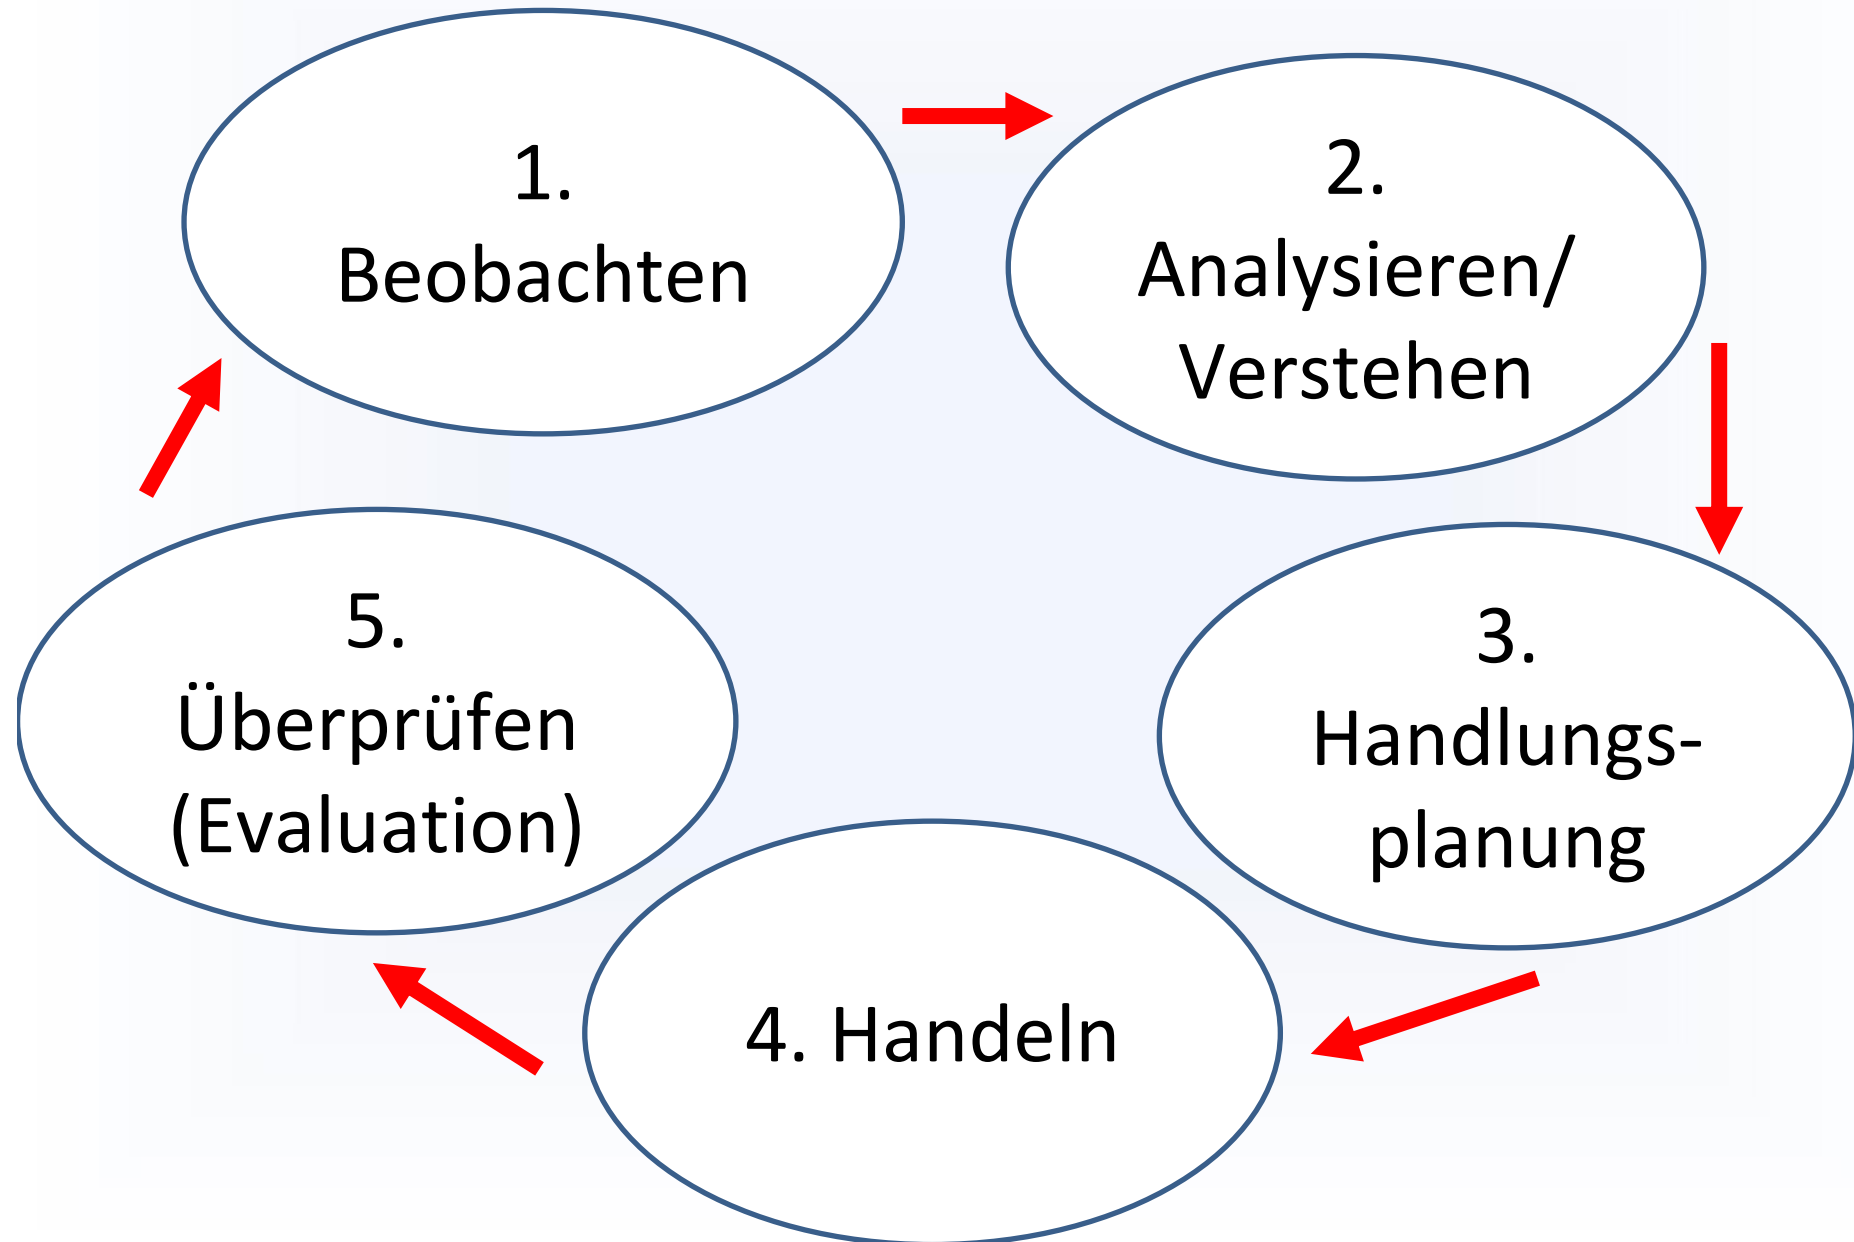 1.
Beobachten
2.
Analysieren/
Verstehen
3.
Handlungs-
planung
4. Handeln
5.
Überprüfen
(Evaluation)